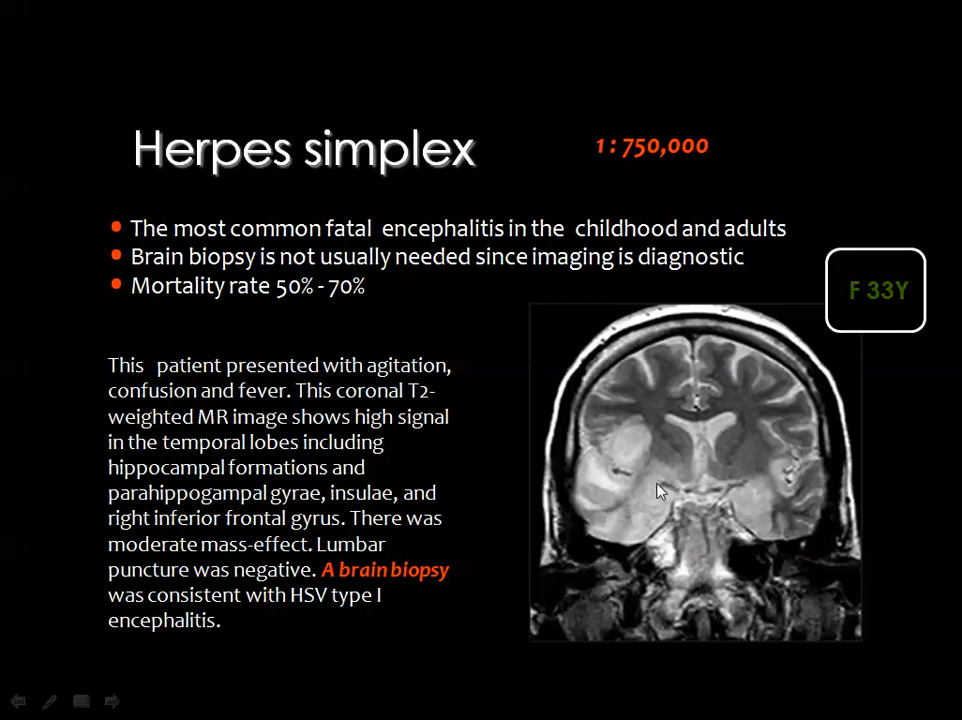 Herpes simplex
1 : 750,000
• The most common fatal encephalitis in the childhood and adults
• Brain biopsy is not usually needed since imaging is diagnostic
• Mortality rate 50% - 70%
F 33Y
This patient presented with agitation,
confusion and fever. This coronal T2-
weighted MR image shows high signal
in the temporal lobes including
hippocampal formations and
parahippogampal gyrae, insulae, and
right inferior frontal gyrus. There was
moderate mass-effect. Lumbar
puncture was negative. A brain biopsy
was consistent with HSV type I
encephalitis.